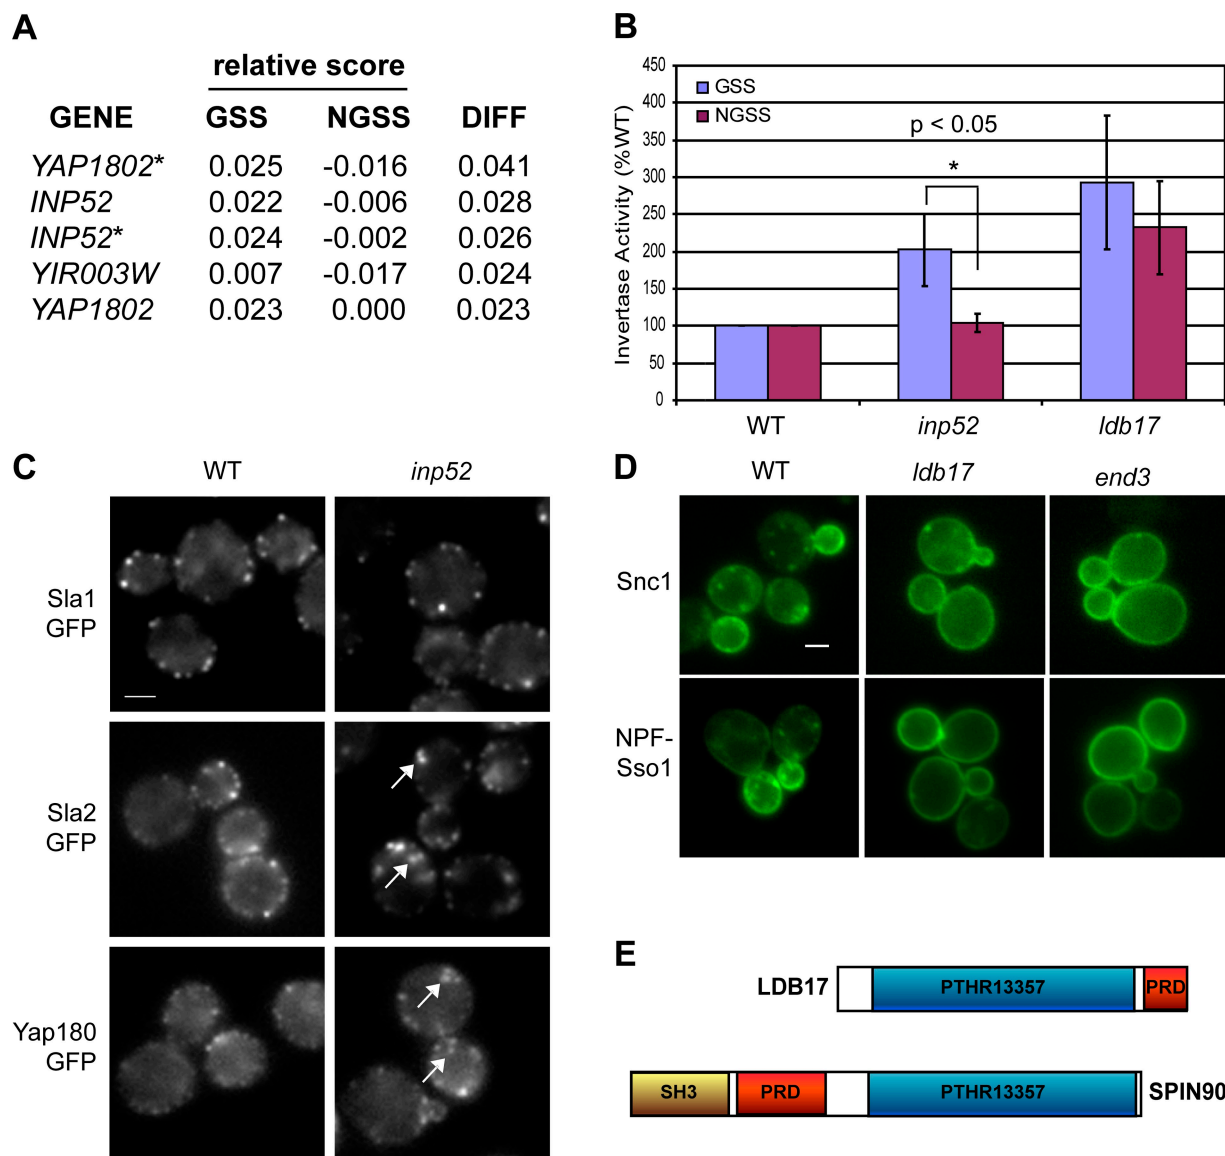 A
relative score
GENE GSS NGSS DIFF
YAP1802* 0.025 -0.016 0.041
INP52 0.022 -0.006 0.028
INP52* 0.024 -0.002 0.026
YIR003W 0.007 -0.017 0.024
YAP1802 0.023 0.000 0.023
B
Invertase Activity (%WT)
450
400
350
300
250
200
150
100
50
0
GSS
NGSS
p < 0.05
*
WT inp52 ldb17
C
WT inp52
Sla1
GFP
Sla2
GFP
Yap180
GFP
D
WT ldb17 end3
Snc1
NPF-
Sso1
E
LDB17 PTHR13357 PRD
SH3 PRD PTHR13357 SPIN90